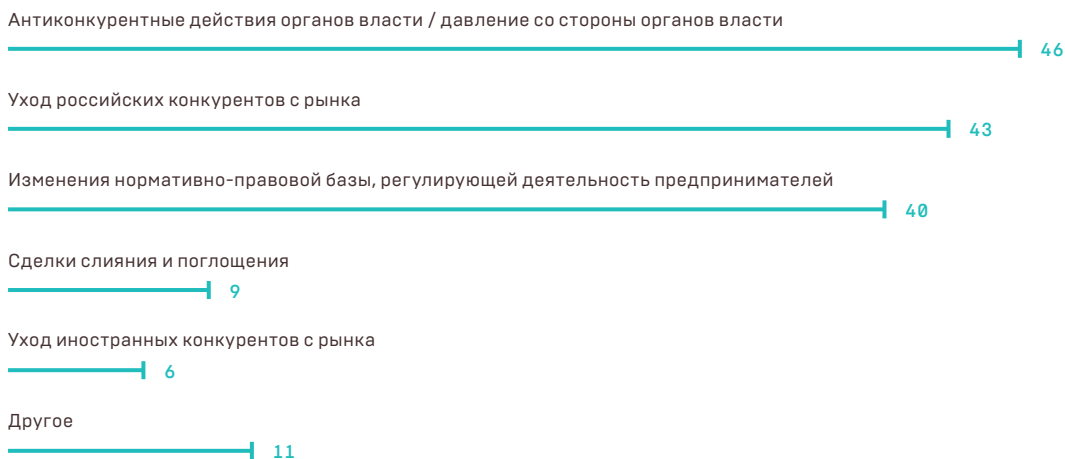 Антиконкурентные действия органов власти / давление со стороны органов власти
46
Уход российских конкурентов с рынка
43
Изменения нормативно-правовой базы, регулирующей деятельность предпринимателей
40
Сделки слияния и поглощения
9
Уход иностранных конкурентов с рынка
6
Другое
11